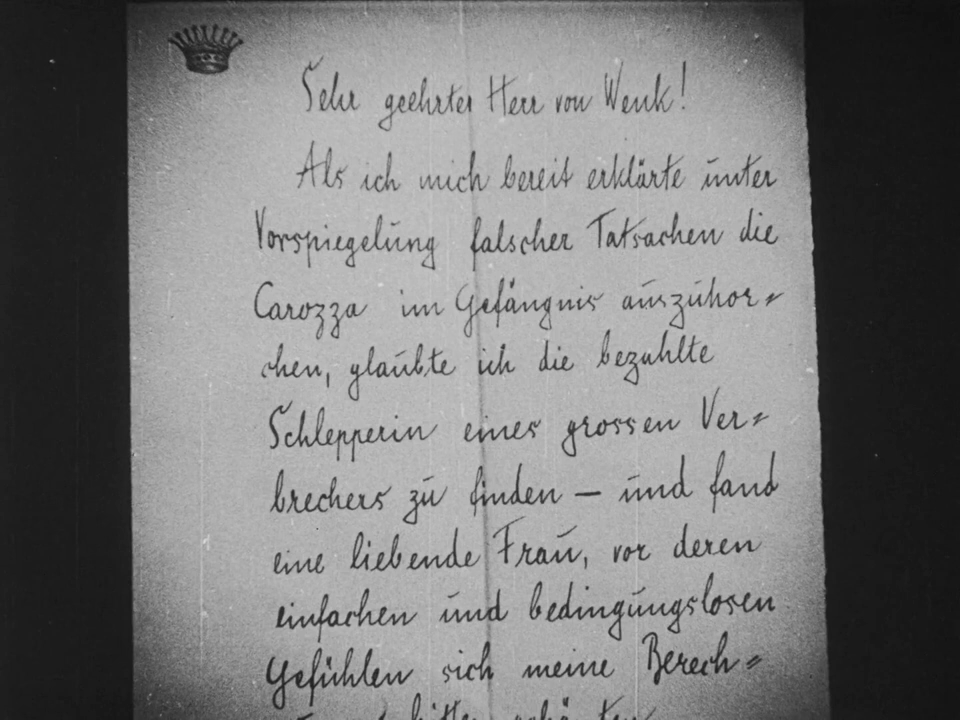 Sehr geehrter Herr von Wenk!
Als ich mich bereit erklärte unter
Vorspiegelung falscher Tatsachen die
Carozza im Gefängnis auszuhor=
chen, glaubte ich die bezahlte
Schlepperin eines grossen Ver=
brechers zu finden — und fand
eine liebende Frau, vor deren
einfachen und bedingungslosen
Gefühlen sich meine Berech=